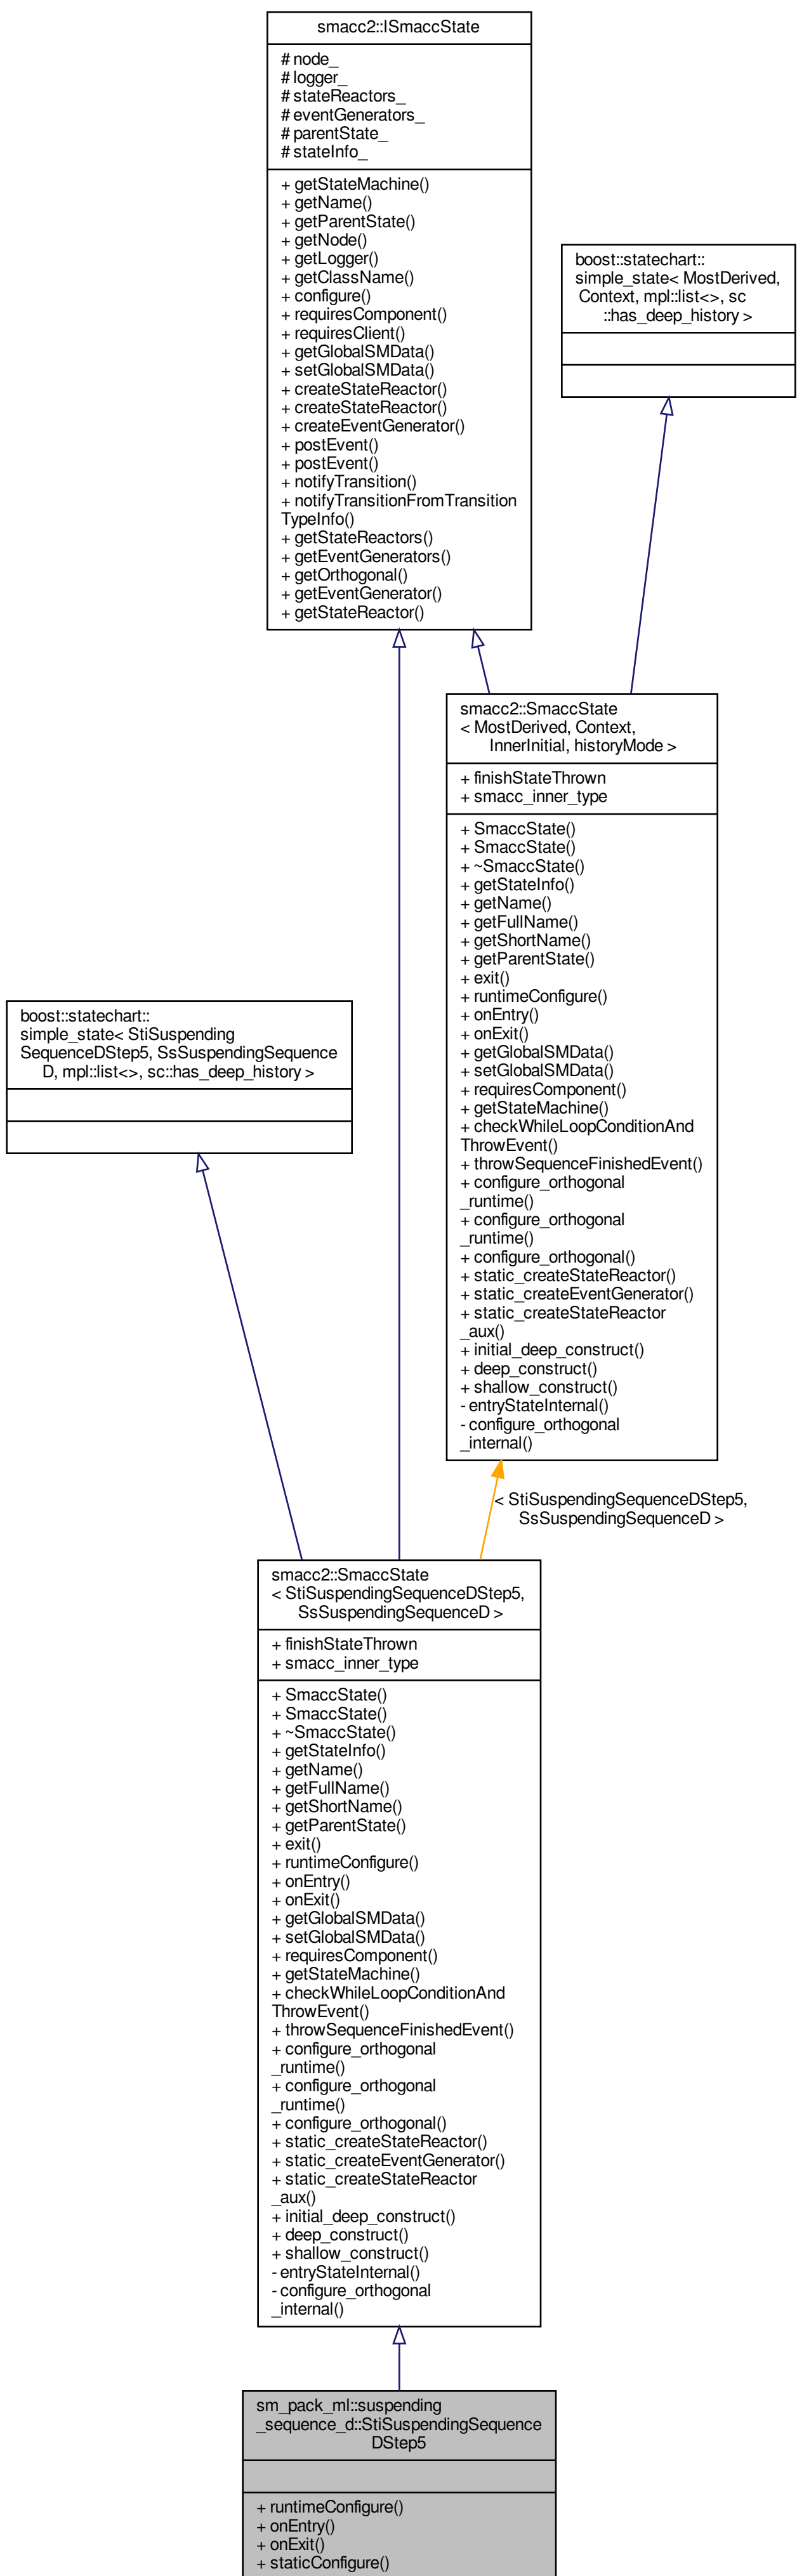 smacc2::ISmaccState
# node_
# logger_
# stateReactors_
# eventGenerators_
# parentState_
# stateInfo_
+ getStateMachine()
+ getName()
+ getParentState()
+ getNode()
+ getLogger()
+ getClassName()
+ configure()
+ requiresComponent()
+ requiresClient()
+ getGlobalSMData()
+ setGlobalSMData()
+ createStateReactor()
+ createStateReactor()
+ createEventGenerator()
+ postEvent()
+ postEvent()
+ notifyTransition()
+ notifyTransitionFromTransition
TypeInfo()
+ getStateReactors()
+ getEventGenerators()
+ getOrthogonal()
+ getEventGenerator()
+ getStateReactor()
boost::statechart::
simple_state< MostDerived,
Context, mpl::list<>, sc
::has_deep_history >
smacc2::SmaccState
< MostDerived, Context,
InnerInitial, historyMode >
+ finishStateThrown
+ smacc_inner_type
+ SmaccState()
+ SmaccState()
+ ~SmaccState()
+ getStateInfo()
+ getName()
+ getFullName()
+ getShortName()
+ getParentState()
+ exit()
+ runtimeConfigure()
+ onEntry()
+ onExit()
+ getGlobalSMData()
+ setGlobalSMData()
+ requiresComponent()
+ getStateMachine()
+ checkWhileLoopConditionAnd
ThrowEvent()
+ throwSequenceFinishedEvent()
+ configure_orthogonal
_runtime()
+ configure_orthogonal
_runtime()
+ configure_orthogonal()
+ static_createStateReactor()
+ static_createEventGenerator()
+ static_createStateReactor
_aux()
+ initial_deep_construct()
+ deep_construct()
+ shallow_construct()
- entryStateInternal()
- configure_orthogonal
_internal()
boost::statechart::
simple_state< StiSuspending
SequenceDStep5, SsSuspendingSequence
D, mpl::list<>, sc::has_deep_history >
< StiSuspendingSequenceDStep5,
SsSuspendingSequenceD >
smacc2::SmaccState
< StiSuspendingSequenceDStep5,
SsSuspendingSequenceD >
+ finishStateThrown
+ smacc_inner_type
+ SmaccState()
+ SmaccState()
+ ~SmaccState()
+ getStateInfo()
+ getName()
+ getFullName()
+ getShortName()
+ getParentState()
+ exit()
+ runtimeConfigure()
+ onEntry()
+ onExit()
+ getGlobalSMData()
+ setGlobalSMData()
+ requiresComponent()
+ getStateMachine()
+ checkWhileLoopConditionAnd
ThrowEvent()
+ throwSequenceFinishedEvent()
+ configure_orthogonal
_runtime()
+ configure_orthogonal
_runtime()
+ configure_orthogonal()
+ static_createStateReactor()
+ static_createEventGenerator()
+ static_createStateReactor
_aux()
+ initial_deep_construct()
+ deep_construct()
+ shallow_construct()
- entryStateInternal()
- configure_orthogonal
_internal()
sm_pack_ml::suspending
_sequence_d::StiSuspendingSequence
DStep5
+ runtimeConfigure()
+ onEntry()
+ onExit()
+ staticConfigure()